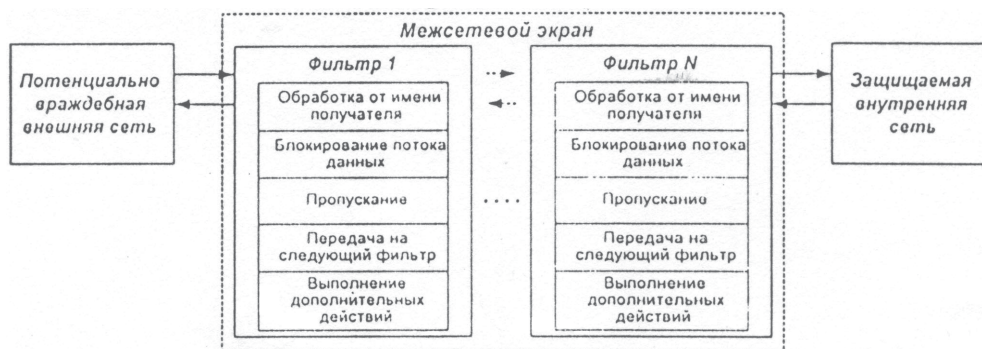 Межсетевой экран
Потенциально
враждебная
внешняя сеть
Фильтр 1
Обработка от имени
получателя
Блокирование потока
данных
Пропускание
Передача на
следующий фильтр
Выполнение
дополнительных
действий
Фильтр N
Обработка от имени
получателя
Блокирование потока
данных
Пропускание
Передача на
следующий фильтр
Выполнение
дополнительных
действий
Защищаемая
внутренняя
сеть